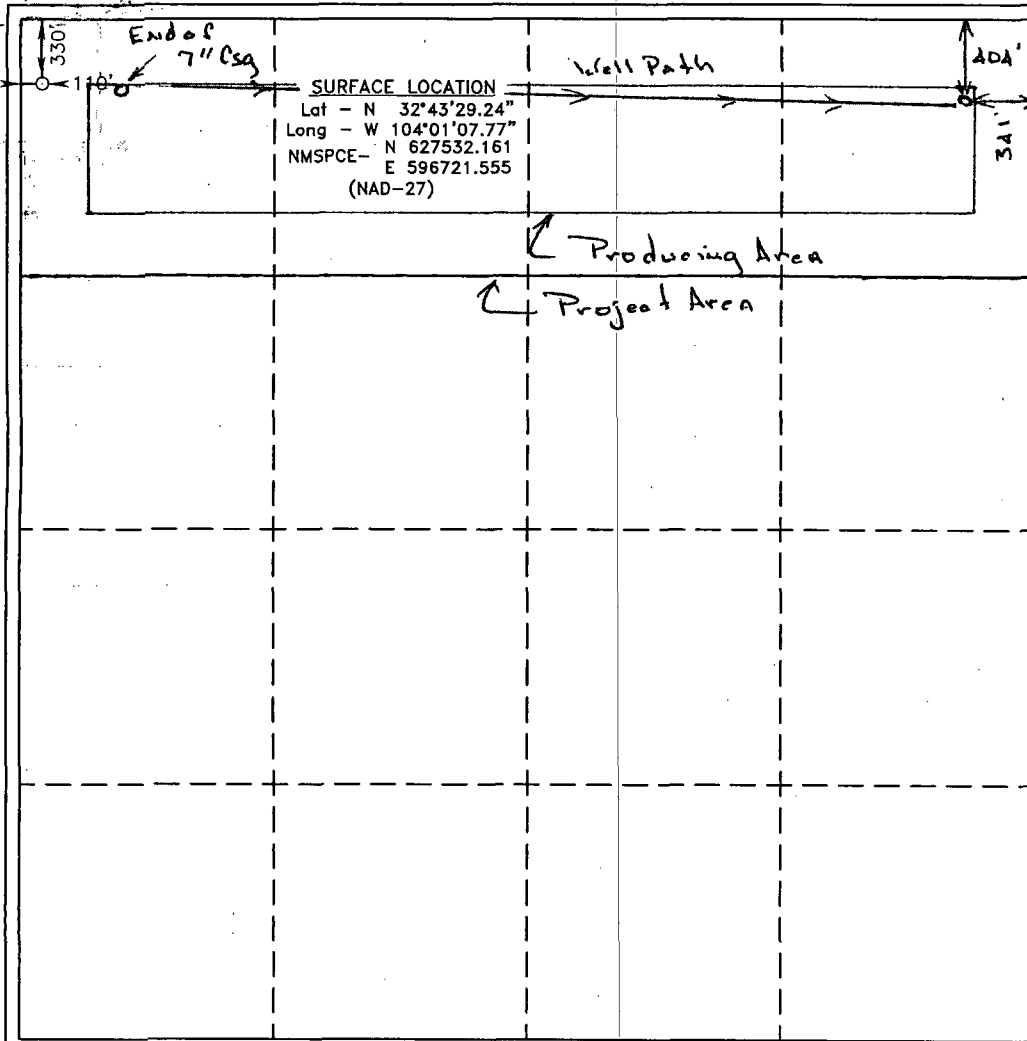 330'
End of
7" Csg
110'
SURFACE LOCATION
Lat - N 32°43'29.24"
Long - W 104°01'07.77"
NMSPCE- N 627532.161
E 596721.555
(NAD-27)
Well Path
404'
341'
Producing Area
Project Area